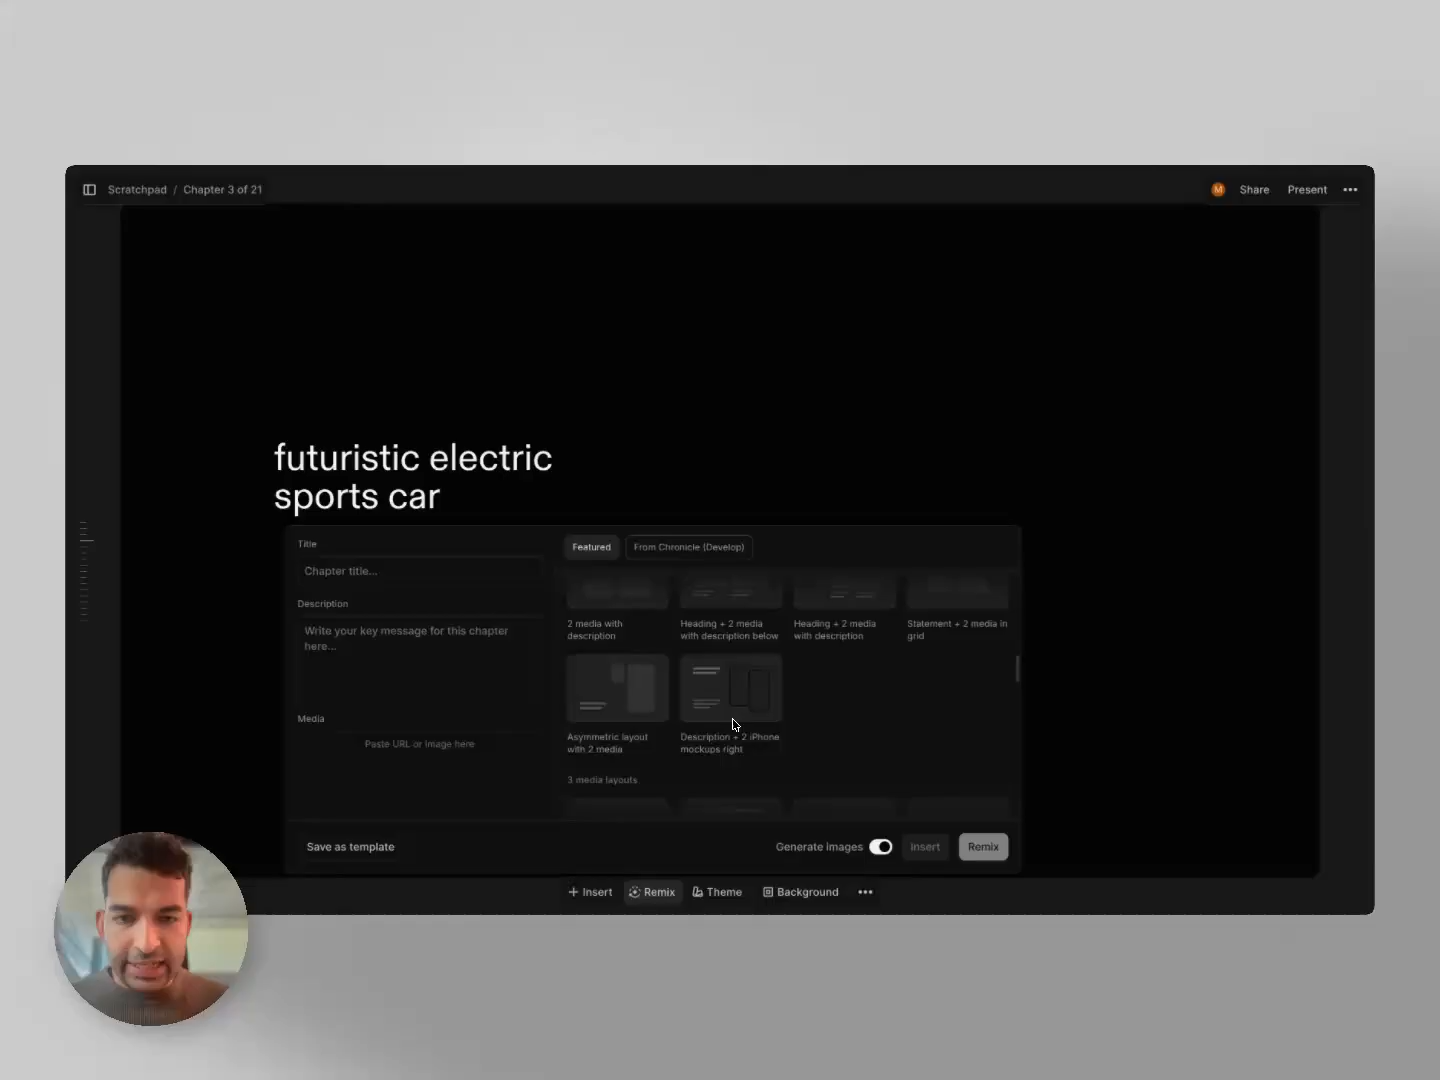 Scratchpad / Chapter 3 of 21
M
Share
Present
futuristic electric
sports car
Title
Chapter title...
Description
Write your key message for this chapter
here...
Media
Paste URL or image here
Featured
From Chronicle (Develop)
2 media with
description
Heading + 2 media
with description below
Heading + 2 media
with description
Statement + 2 media in
grid
Asymmetric layout
with 2 media
Description + 2 iPhone
mockups right
3 media layouts
Save as template
Generate images
Insert
Remix
+ Insert
Remix
Theme
Background